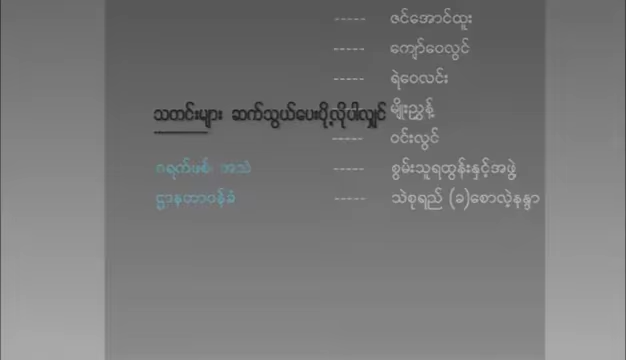 ----- ဇင်အောင်ထူး
----- ကျော်ဝေလွင်
----- ရဲဝေလင်း
သတင်းများ ဆက်သွယ်ပေးပို့လိုပါလျှင်
----- မျိုးညွှန့်
----- ဝင်းလွင်
ဂရက်ဖစ် အသံ ----- စွမ်းသူရထွန်းနှင့်အဖွဲ့
ဌာနတာဝန်ခံ ----- သဲစုရည် (ခ)စောလဲ့နန္ဒာ